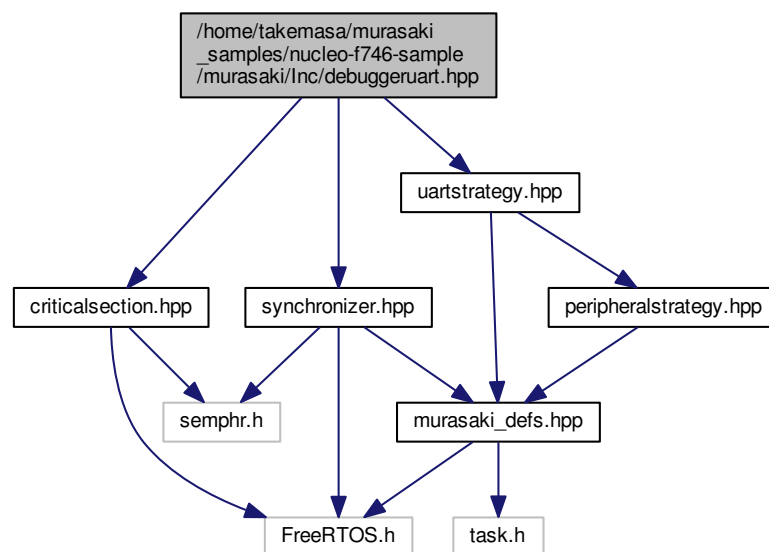 /home/takemasa/murasaki
_samples/nucleo-f746-sample
/murasaki/Inc/debuggeruart.hpp
uartstrategy.hpp
criticalsection.hpp
synchronizer.hpp
peripheralstrategy.hpp
semphr.h
murasaki_defs.hpp
FreeRTOS.h
task.h